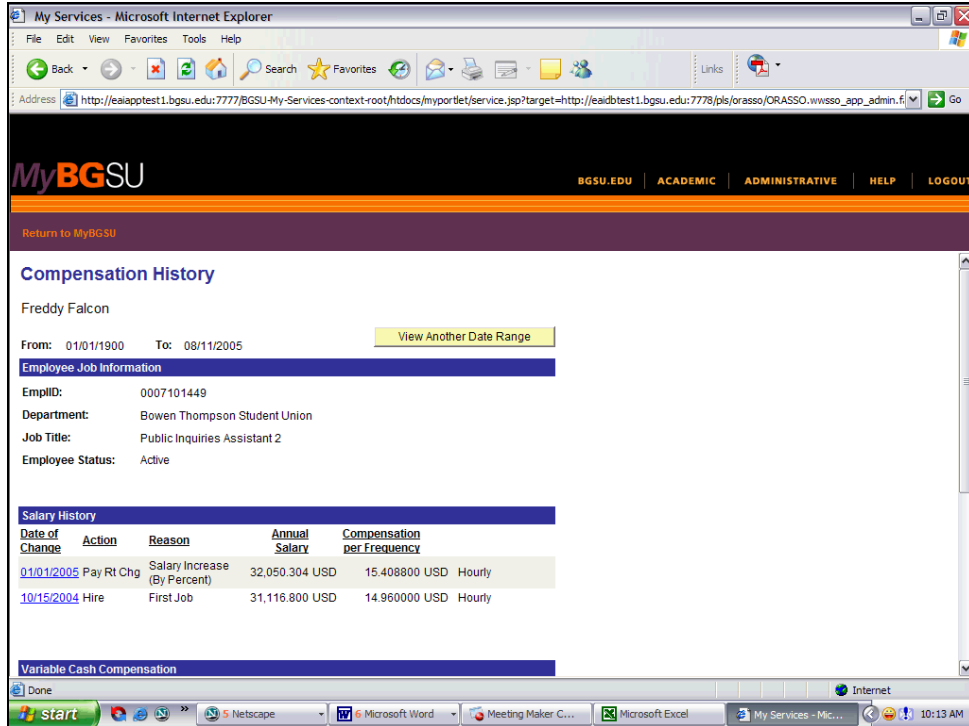 My Services - Microsoft Internet Explorer
File Edit View Favorites Tools Help
Back Search Favorites Links
Address http://eaiapptest1.bgsu.edu:7777/BGSU-My-Services-context-root/htdocs/myportlet/service.jsp?target=http://eaidbtest1.bgsu.edu:7778/pls/orasso/ORASSO.wwsso_app_admin.f Go
MyBGSU
BGSU.EDU ACADEMIC ADMINISTRATIVE HELP LOGOUT
Return to MyBGSU
Compensation History
Freddy Falcon
View Another Date Range
From: 01/01/1900 To: 08/11/2005
Employee Job Information
EmplID: 0007101449
Department: Bowen Thompson Student Union
Job Title: Public Inquiries Assistant 2
Employee Status: Active
Salary History
Date of Change Action Reason Annual Salary Compensation per Frequency
01/01/2005 Pay Rt Chg Salary Increase (By Percent) 32,050.304 USD 15.408800 USD Hourly
10/15/2004 Hire First Job 31,116.800 USD 14.960000 USD Hourly
Variable Cash Compensation
Done Internet
start » 5 Netscape 6 Microsoft Word Meeting Maker C... Microsoft Excel My Services - Mic... 10:13 AM